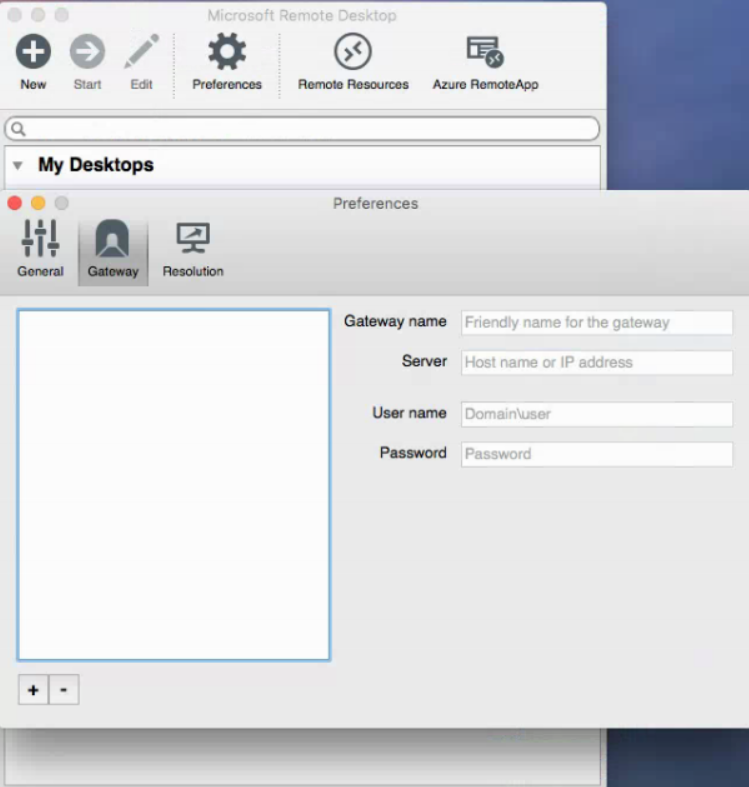 Microsoft Remote Desktop
New Start Edit Preferences Remote Resources Azure RemoteApp
My Desktops
Preferences
General Gateway Resolution
Gateway name Friendly name for the gateway
Server Host name or IP address
User name Domain\user
Password Password
+ -